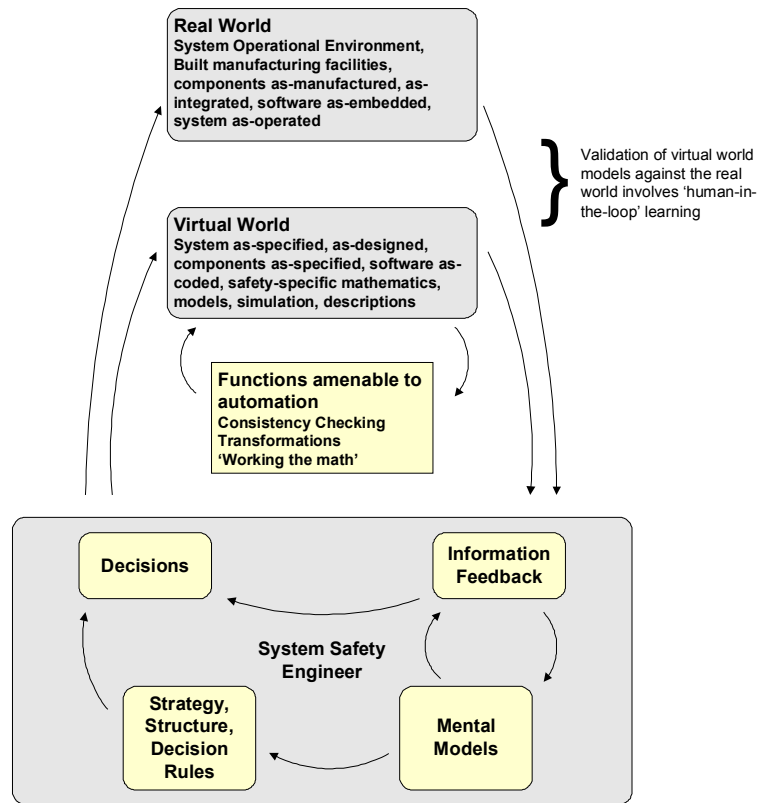 Real World
System Operational Environment,
Built manufacturing facilities,
components as-manufactured, as-
integrated, software as-embedded,
system as-operated
}
Validation of virtual world
models against the real
world involves ‘human-in-
the-loop’ learning
Virtual World
System as-specified, as-designed,
components as-specified, software as-
coded, safety-specific mathematics,
models, simulation, descriptions
Functions amenable to
automation
Consistency Checking
Transformations
‘Working the math’
Decisions
Information
Feedback
System Safety
Engineer
Strategy,
Structure,
Decision
Rules
Mental
Models